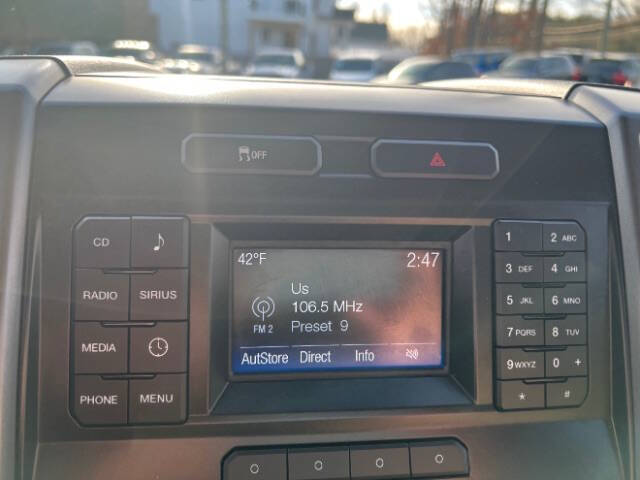 OFF
42°F 2:47
Us
106.5 MHz
FM 2 Preset 9
AutStore Direct Info
CD
RADIO SIRIUS
MEDIA
PHONE MENU
1 2 ABC
3 DEF 4 GHI
5 JKL 6 MNO
7 PQRS 8 TUV
9 WXYZ 0 +
* #